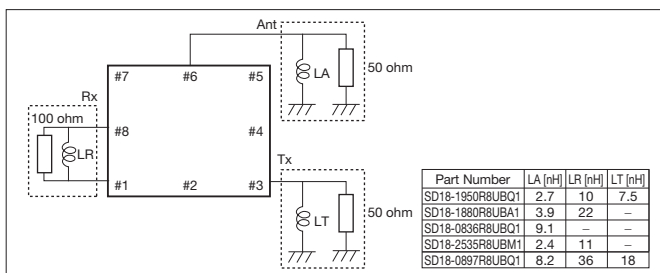 Ant
#7 #6 #5
LA
50 ohm
Rx
100 ohm
#8
#4
LR
Tx
#1 #2 #3
LT
50 ohm
Part Number LA [nH] LR [nH] LT [nH]
SD18-1950R8UBQ1 2.7 10 7.5
SD18-1880R8UBA1 3.9 22 –
SD18-0836R8UBQ1 9.1 – –
SD18-2535R8UBM1 2.4 11 –
SD18-0897R8UBQ1 8.2 36 18